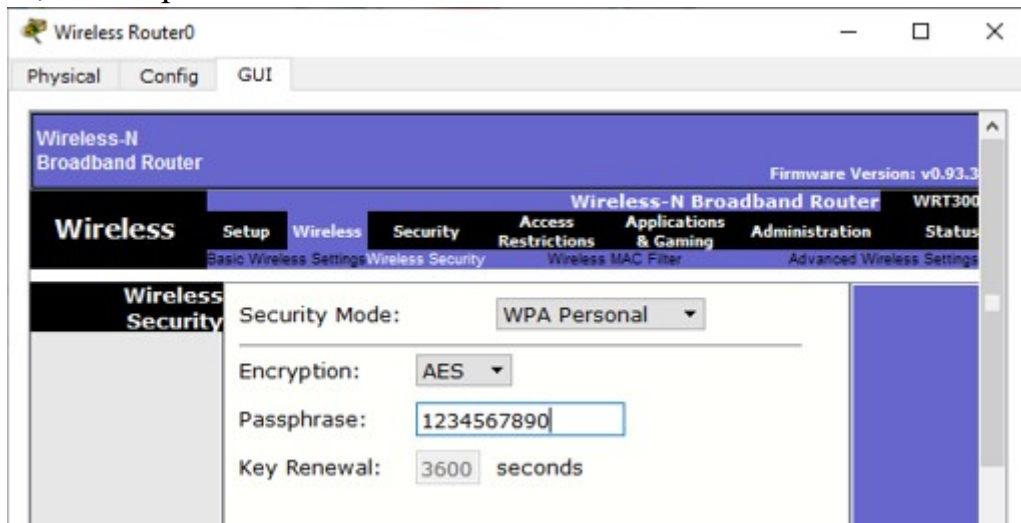 Wireless Router0
Physical Config GUI
Wireless-N
Broadband Router
Firmware Version: v0.93.3
Wireless-N Broadband Router WRT300
Wireless
Setup Wireless Security Access Restrictions Applications & Gaming Administration Status
Basic Wireless Settings Wireless Security Wireless MAC Filter Advanced Wireless Settings
Wireless
Security
Security Mode: WPA Personal
Encryption: AES
Passphrase: 1234567890
Key Renewal: 3600 seconds